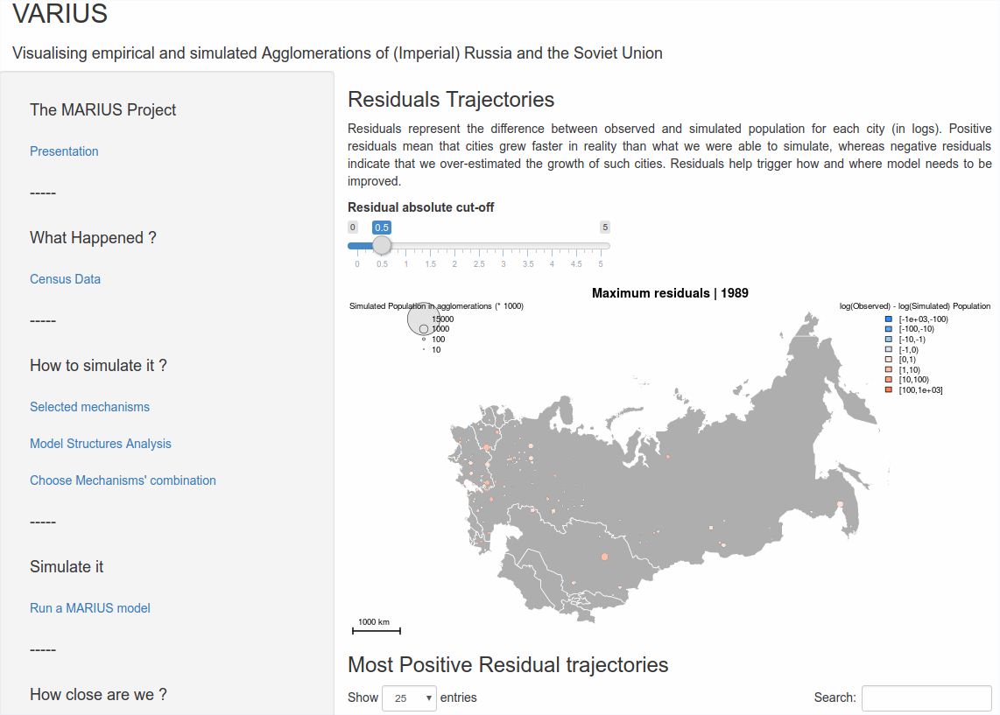 VARIUS
Visualising empirical and simulated Agglomerations of (Imperial) Russia and the Soviet Union
The MARIUS Project
Presentation
-----
What Happened ?
Census Data
-----
How to simulate it ?
Selected mechanisms
Model Structures Analysis
Choose Mechanisms' combination
-----
Simulate it
Run a MARIUS model
-----
How close are we ?
Residuals Trajectories
Residuals represent the difference between observed and simulated population for each city (in logs). Positive
residuals mean that cities grew faster in reality than what we were able to simulate, whereas negative residuals
indicate that we over-estimated the growth of such cities. Residuals help trigger how and where model needs to be
improved.
Residual absolute cut-off
0 0.5 5
0 0.5 1 1.5 2 2.5 3 3.5 4 4.5 5
Maximum residuals | 1989
Simulated Population in agglomerations (* 1000)
15000
1000
100
10
log(Observed) - log(Simulated) Population
[-1e+03,-100)
[-100,-10)
[-10,-1)
[-1,0)
[0,1)
[1,10)
[10,100)
[100,1e+03]
1000 km
Most Positive Residual trajectories
Show 25 entries
Search: